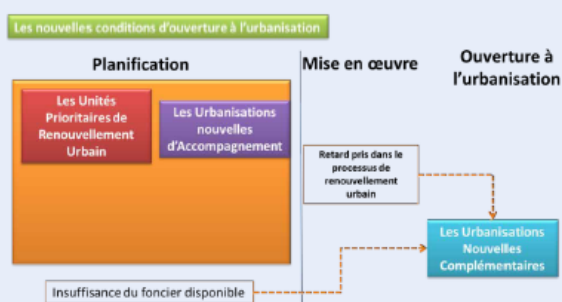 Les nouvelles conditions d'ouverture à l'urbanisation
Planification
Mise en œuvre
Ouverture à
l'urbanisation
Les Unités
Prioritaires de
Renouvellement
Urbain
Les Urbanisations
nouvelles
d'Accompagnement
Retard pris dans le
processus de
renouvellement
urbain
Les Urbanisations
Nouvelles
Complémentaires
Insuffisance du foncier disponible